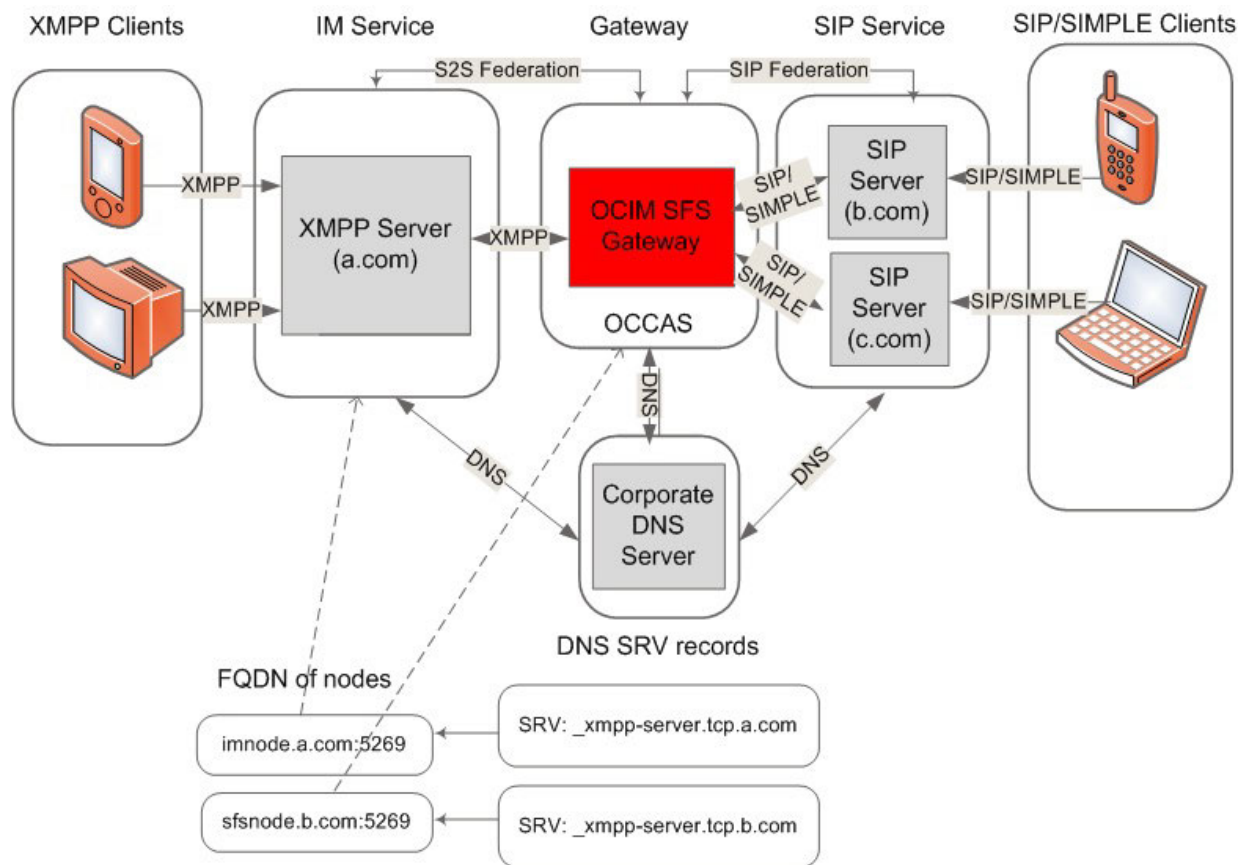 XMPP Clients
IM Service
Gateway
SIP Service
SIP/SIMPLE Clients
S2S Federation
SIP Federation
XMPP
XMPP
XMPP Server
(a.com)
XMPP
OCIM SFS
Gateway
OCCAS
SIP/
SIMPLE
SIP/
SIMPLE
SIP
Server
(b.com)
SIP
Server
(c.com)
SIP/SIMPLE
SIP/SIMPLE
DNS
DNS
DNS
Corporate
DNS
Server
DNS SRV records
FQDN of nodes
imnode.a.com:5269
SRV: _xmpp-server.tcp.a.com
sfsnode.b.com:5269
SRV: _xmpp-server.tcp.b.com